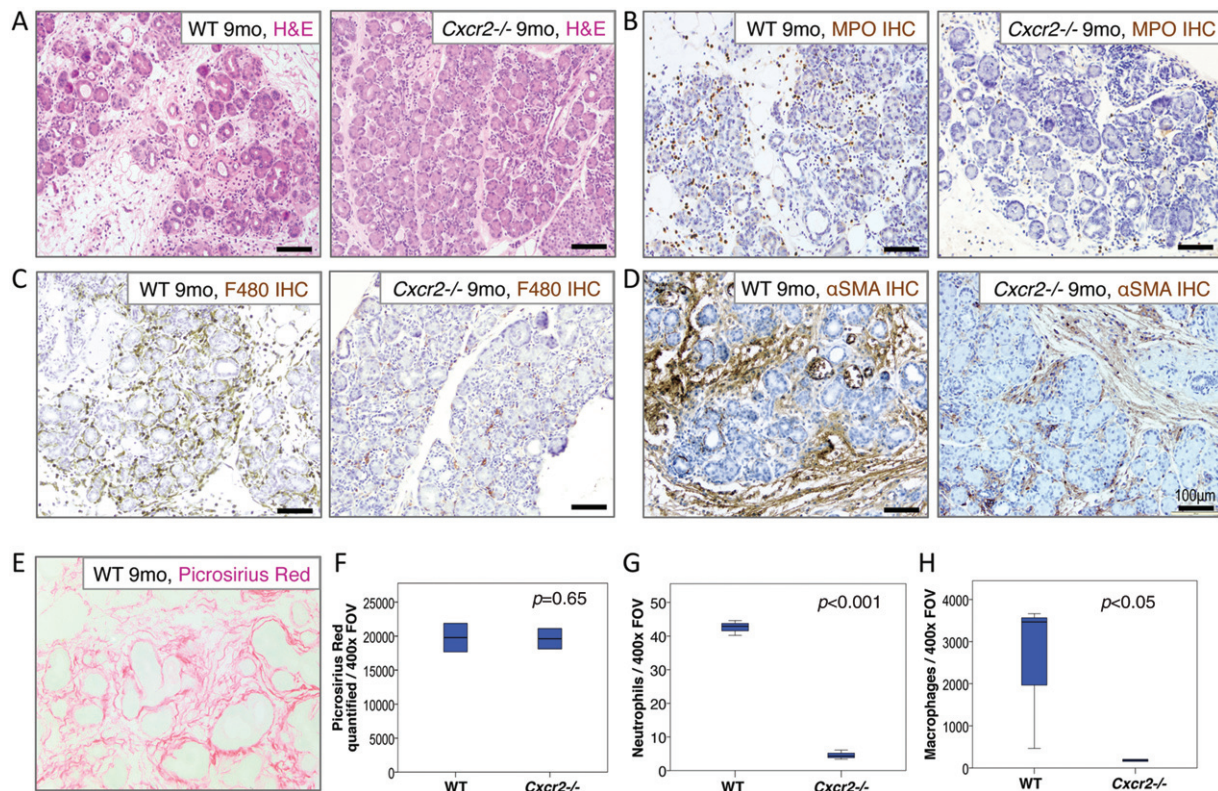 A
WT 9mo, H&E
Cxcr2-/- 9mo, H&E
B
WT 9mo, MPO IHC
Cxcr2-/- 9mo, MPO IHC
C
WT 9mo, F480 IHC
Cxcr2-/- 9mo, F480 IHC
D
WT 9mo, αSMA IHC
Cxcr2-/- 9mo, αSMA IHC
100μm
E
WT 9mo, Picrosirius Red
F
p=0.65
Picrosirius Red
quantified / 400x FOV
25000
20000
15000
10000
5000
0
WT
Cxcr2-/-
G
p<0.001
Neutrophils / 400x FOV
50
40
30
20
10
0
WT
Cxcr2-/-
H
p<0.05
Macrophages / 400x FOV
4000
3000
2000
1000
0
WT
Cxcr2-/-